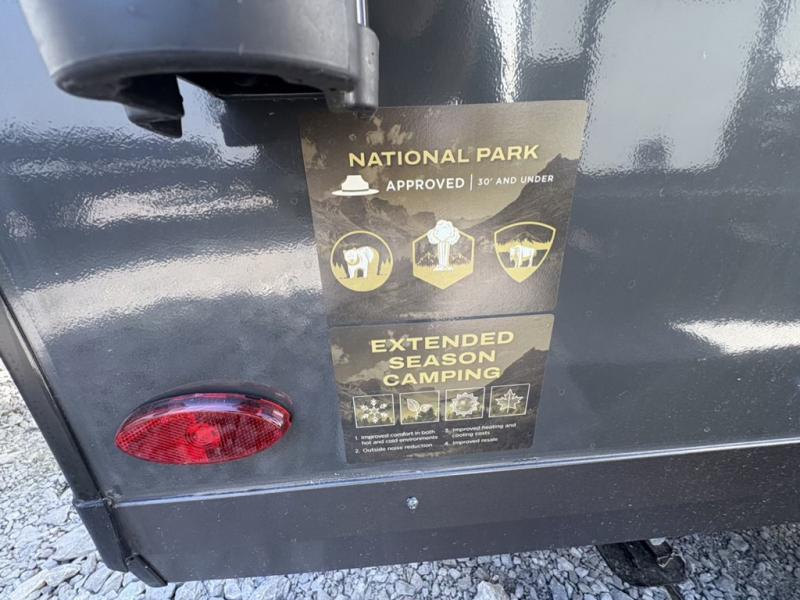 NATIONAL PARK
APPROVED | 30' AND UNDER
EXTENDED
SEASON
CAMPING
1. Improved comfort in both
hot and cold environments
2. Outside noise reduction
3. Improved heating and
cooling costs
4. Improved resale